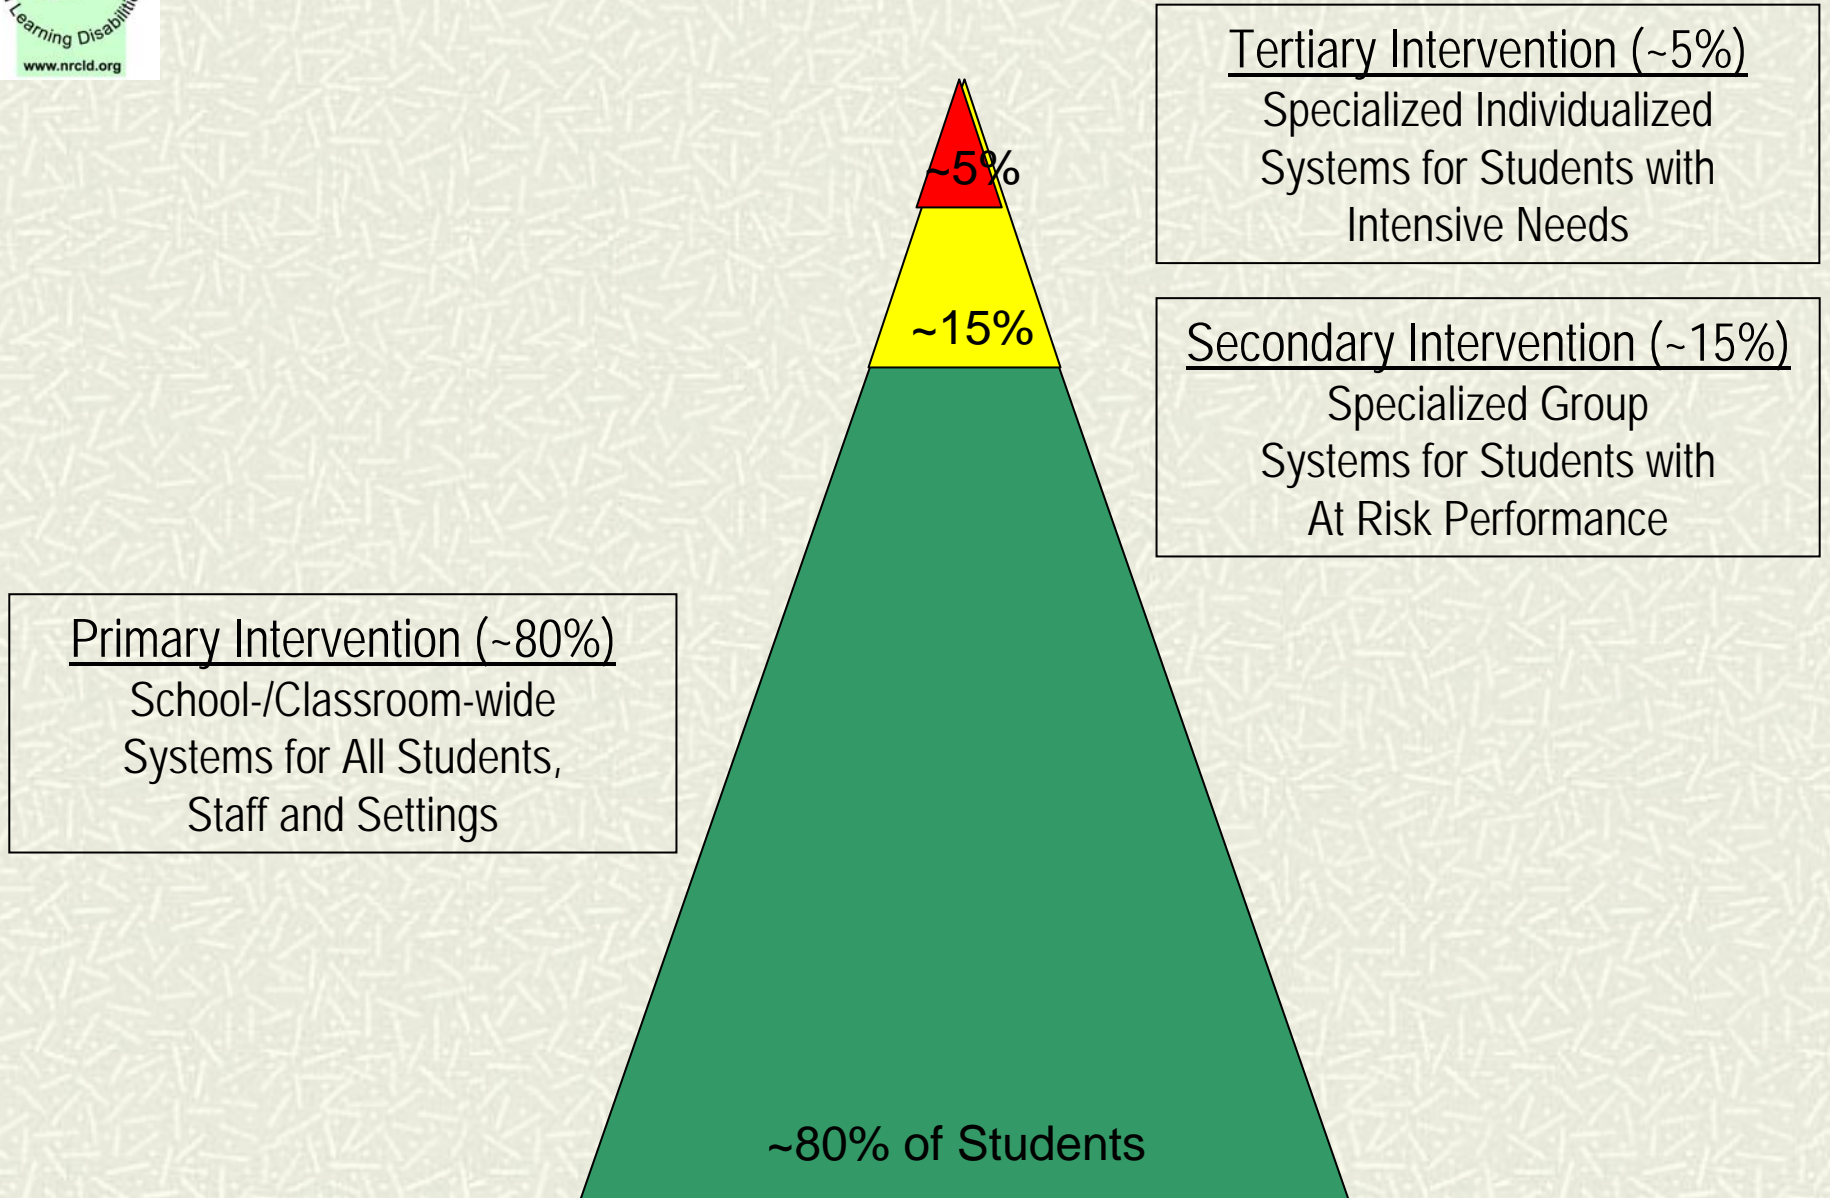 Learning
www.nrcld.org
Tertiary Intervention (~5%)
Specialized Individualized
Systems for Students with
Intensive Needs
~5%
~15%
Secondary Intervention (~15%)
Specialized Group
Systems for Students with
At Risk Performance
Primary Intervention (~80%)
School-/Classroom-wide
Systems for All Students,
Staff and Settings
~80% of Students